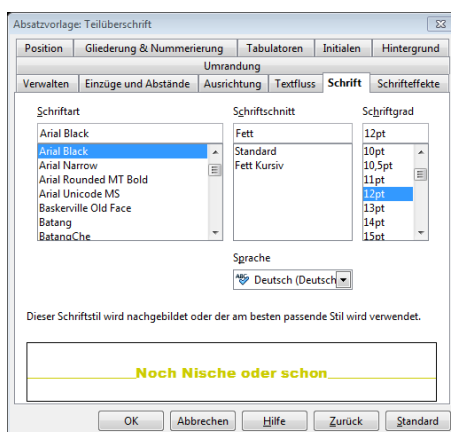 Absatzvorlage: Teilüberschrift
Position Gliederung & Nummerierung Tabulatoren Initialen Hintergrund
Umrandung
Verwalten Einzüge und Abstände Ausrichtung Textfluss Schrift Schrifteffekte
Schriftart Schriftschnitt Schriftgrad
Arial Black Fett 12pt
Arial Black Standard 10pt
Arial Narrow Fett Kursiv 10,5pt
Arial Rounded MT Bold 11pt
Arial Unicode MS 12pt
Baskerville Old Face 13pt
Batang 14pt
BatangChe 15pt
Sprache
ABC Deutsch (Deutsch
Dieser Schriftstil wird nachgebildet oder der am besten passende Stil wird verwendet.
Noch Nische oder schon
OK Abbrechen Hilfe Zurück Standard